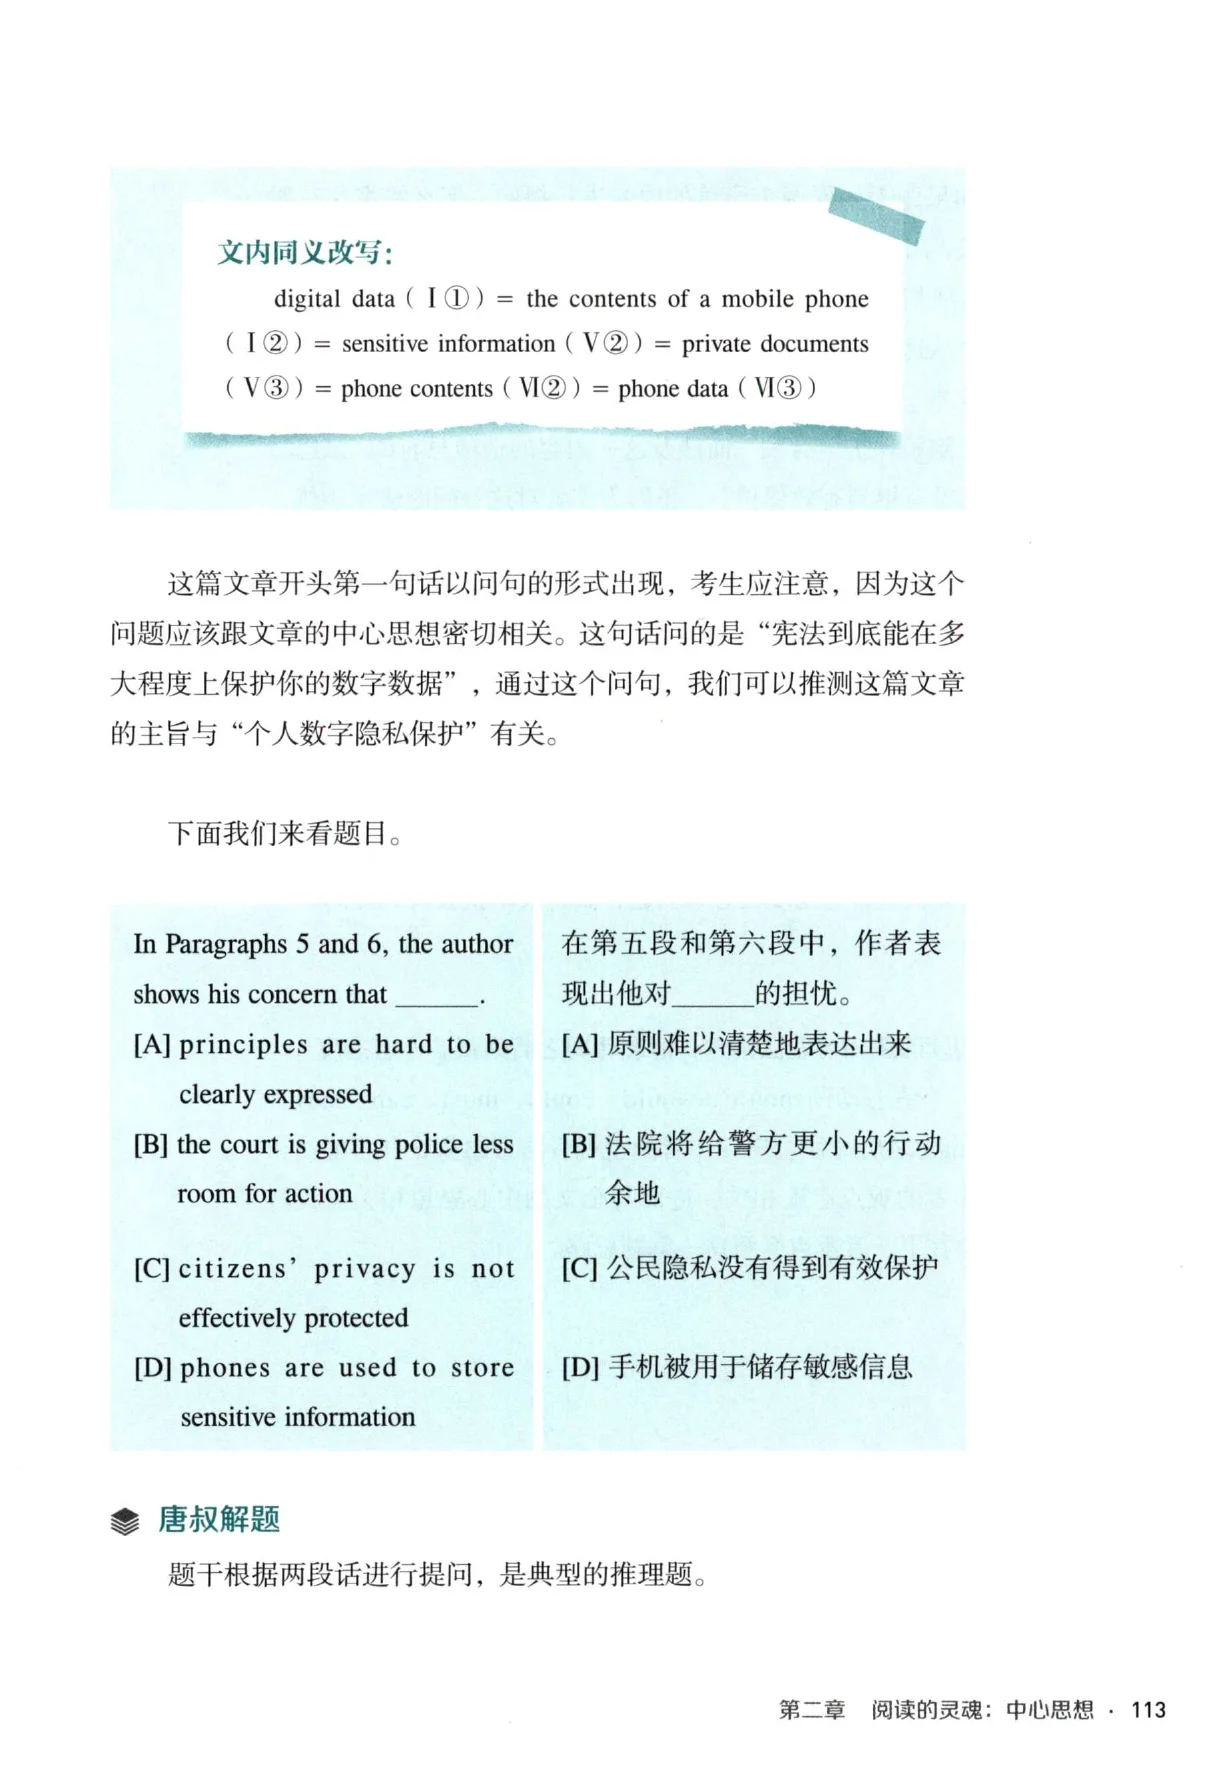 文内同义改写：
digital data（Ⅰ①）= the contents of a mobile phone
（Ⅰ②）= sensitive information（Ⅴ②）= private documents
（Ⅴ③）= phone contents（Ⅵ②）= phone data（Ⅵ③）
这篇文章开头第一句话以问句的形式出现，考生应注意，因为这个
问题应该跟文章的中心思想密切相关。这句话问的是“宪法到底能在多
大程度上保护你的数字数据”，通过这个问句，我们可以推测这篇文章
的主旨与“个人数字隐私保护”有关。
下面我们来看题目。
In Paragraphs 5 and 6, the author
shows his concern that ______.
[A] principles are hard to be
clearly expressed
[B] the court is giving police less
room for action
[C] citizens’ privacy is not
effectively protected
[D] phones are used to store
sensitive information
在第五段和第六段中，作者表
现出他对______的担忧。
[A] 原则难以清楚地表达出来
[B] 法院将给警方更小的行动
余地
[C] 公民隐私没有得到有效保护
[D] 手机被用于储存敏感信息
唐叔解题
题干根据两段话进行提问，是典型的推理题。
第二章 阅读的灵魂：中心思想 · 113